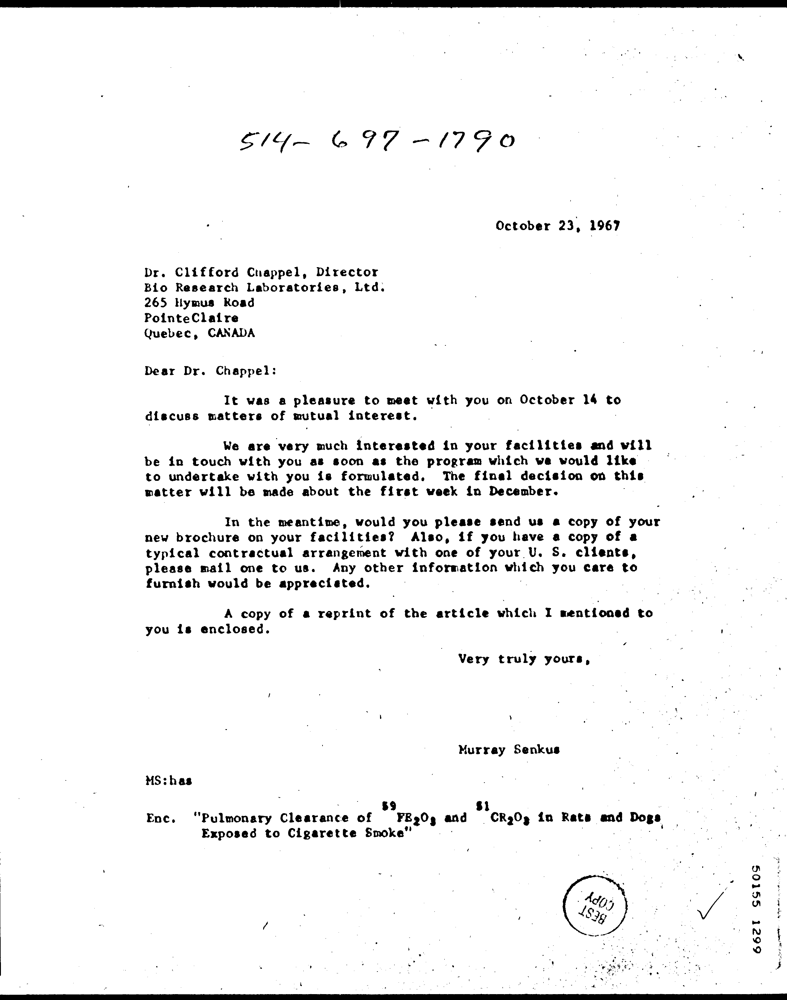 514-697-1790
October 23, 1967
Dr. Clifford Chappel, Director
Bio Research Laboratories, Ltd.
265 Hymus Road
PointeClaire
Quebec, CANADA
Dear Dr. Chappel:
It was a pleasure to meet with you on October 14 to
discuss matters of mutual interest.
We are very much interested in your facilities and will
be in touch with you as soon as the program which we would like
to undertake with you is formulated. The final decision on this
matter will be made about the first week in December.
In the meantime, would you please send us a copy of your
new brochure on your facilities? Also, if you have a copy of a
typical contractual arrangement with one of your U. S. clients,
please mail one to us. Any other information which you care to
furnish would be appreciated.
A copy of a reprint of the article which I mentioned to
you is enclosed.
Very truly yours,
Murray Senkus
MS:has
Enc. "Pulmonary Clearance of ⁵⁹FE₂O₃ and ⁵¹CR₂O₃ in Rats and Dogs
Exposed to Cigarette Smoke"
BEST
COPY
50155 1299